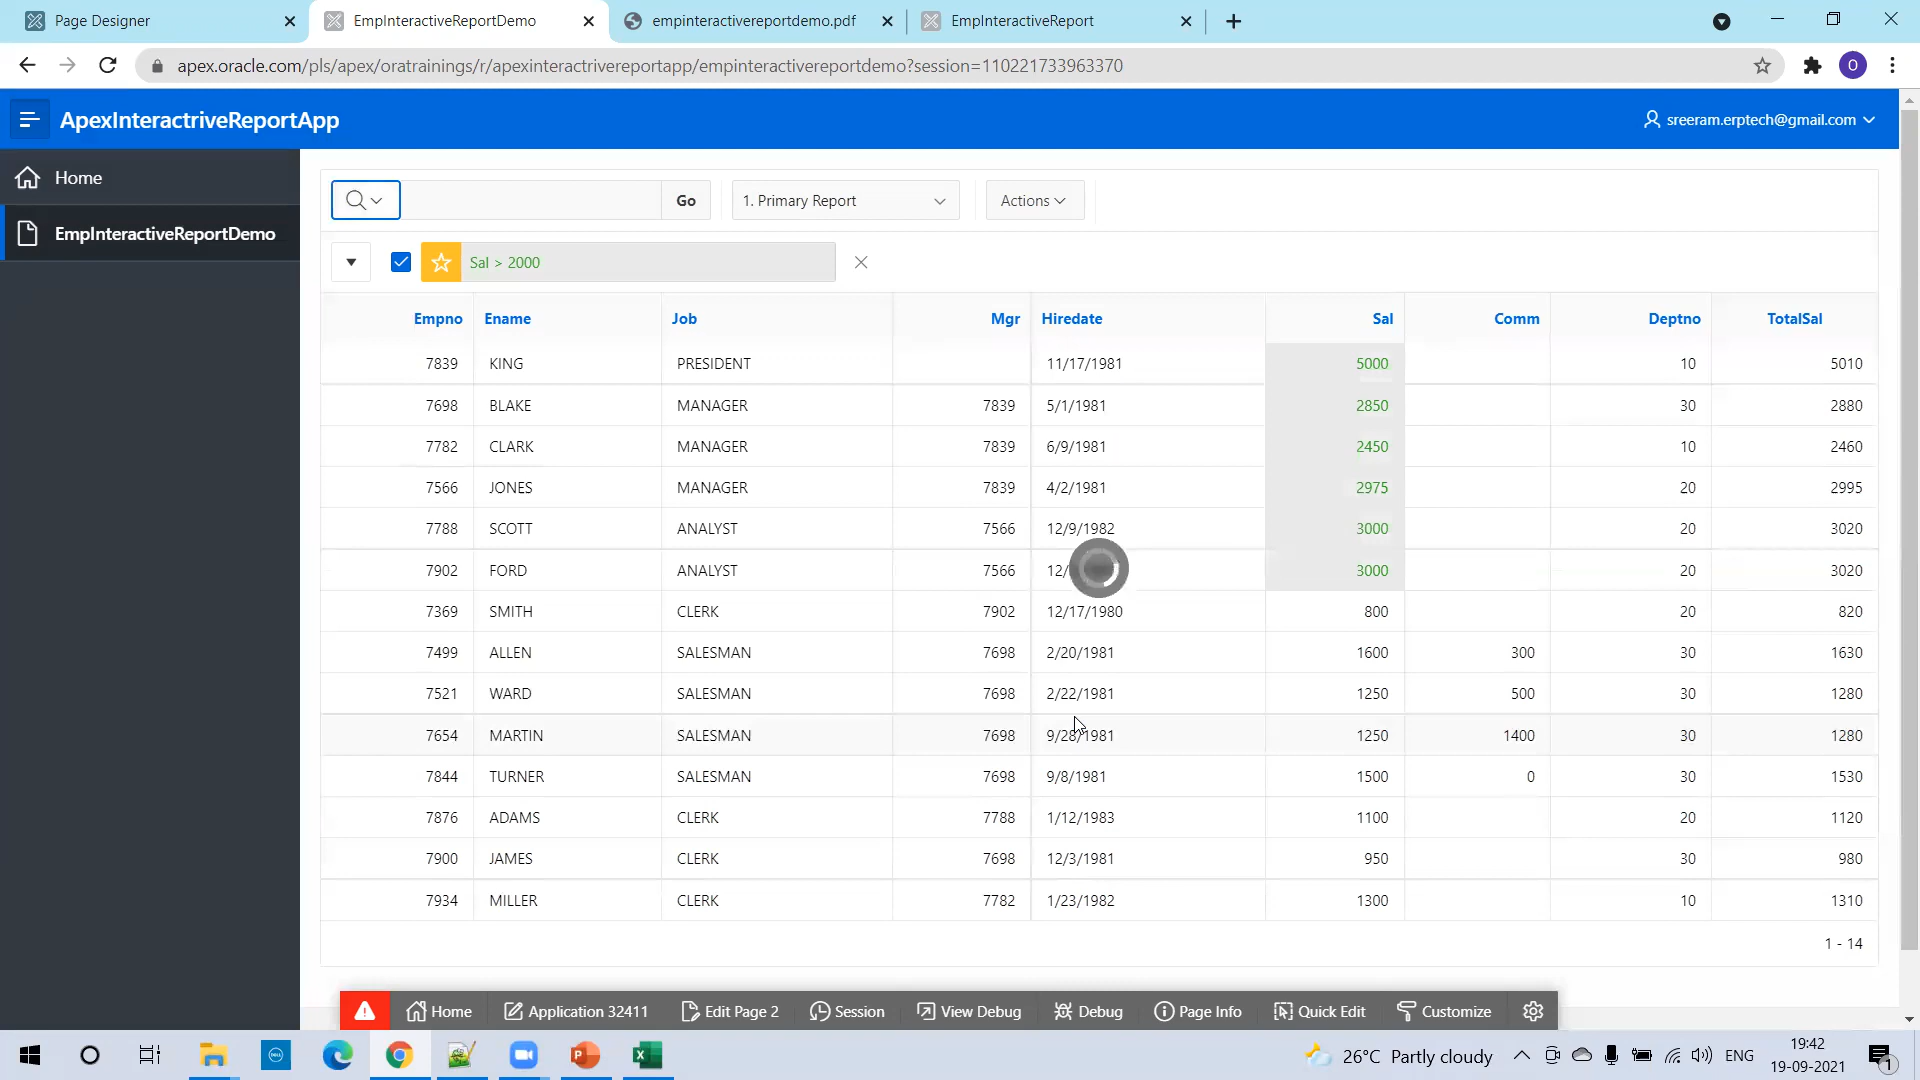 Page Designer
EmpInteractiveReportDemo
empinteractivereportdemo.pdf
EmpInteractiveReport
apex.oracle.com/pls/apex/oratrainings/r/apexinteractrivereportapp/empinteractivereportdemo?session=110221733963370
O
ApexInteractriveReportApp
sreeram.erptech@gmail.com
Home
EmpInteractiveReportDemo
Go
1. Primary Report
Actions
Sal > 2000
Empno Ename Job Mgr Hiredate Sal Comm Deptno TotalSal
7839 KING PRESIDENT 11/17/1981 5000 10 5010
7698 BLAKE MANAGER 7839 5/1/1981 2850 30 2880
7782 CLARK MANAGER 7839 6/9/1981 2450 10 2460
7566 JONES MANAGER 7839 4/2/1981 2975 20 2995
7788 SCOTT ANALYST 7566 12/9/1982 3000 20 3020
7902 FORD ANALYST 7566 12/ 3000 20 3020
7369 SMITH CLERK 7902 12/17/1980 800 20 820
7499 ALLEN SALESMAN 7698 2/20/1981 1600 300 30 1630
7521 WARD SALESMAN 7698 2/22/1981 1250 500 30 1280
7654 MARTIN SALESMAN 7698 9/28/1981 1250 1400 30 1280
7844 TURNER SALESMAN 7698 9/8/1981 1500 0 30 1530
7876 ADAMS CLERK 7788 1/12/1983 1100 20 1120
7900 JAMES CLERK 7698 12/3/1981 950 30 980
7934 MILLER CLERK 7782 1/23/1982 1300 10 1310
1 - 14
Home
Application 32411
Edit Page 2
Session
View Debug
Debug
Page Info
Quick Edit
Customize
26°C Partly cloudy
ENG
19:42
19-09-2021
1